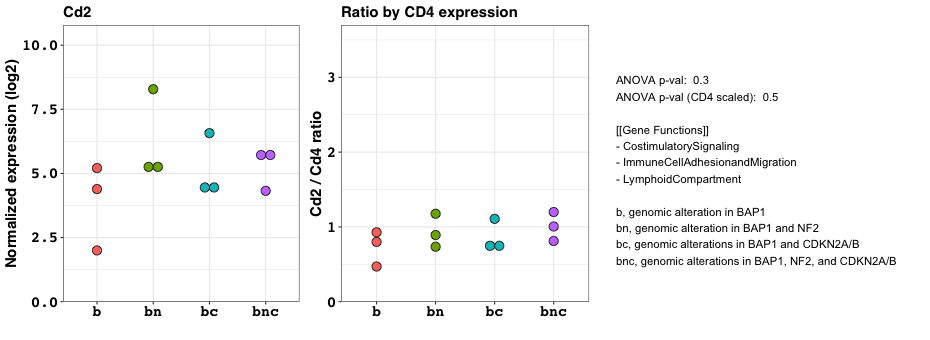 Cd2
Normalized expression (log2)
10.0
7.5
5.0
2.5
0.0
b bn bc bnc
Ratio by CD4 expression
Cd2 / Cd4 ratio
3
2
1
0
b bn bc bnc
ANOVA p-val: 0.3
ANOVA p-val (CD4 scaled): 0.5
[[Gene Functions]]
- CostimulatorySignaling
- ImmuneCellAdhesionandMigration
- LymphoidCompartment
b, genomic alteration in BAP1
bn, genomic alteration in BAP1 and NF2
bc, genomic alterations in BAP1 and CDKN2A/B
bnc, genomic alterations in BAP1, NF2, and CDKN2A/B